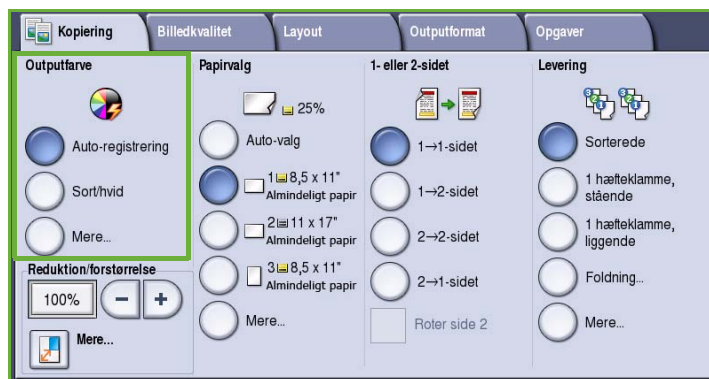 Kopiering
Billedkvalitet
Layout
Outputformat
Opgaver
Outputfarve
Auto-registrering
Sort/hvid
Mere...
Reduktion/forstørrelse
100%
Mere...
Papirvalg
25%
Auto-valg
1 8,5 x 11"
Almindeligt papir
2 11 x 17"
Almindeligt papir
3 8,5 x 11"
Almindeligt papir
Mere...
1- eller 2-sidet
1→1-sidet
1→2-sidet
2→2-sidet
2→1-sidet
Roter side 2
Levering
Sorterede
1 hæfteklamme,
stående
1 hæfteklamme,
liggende
Foldning...
Mere...